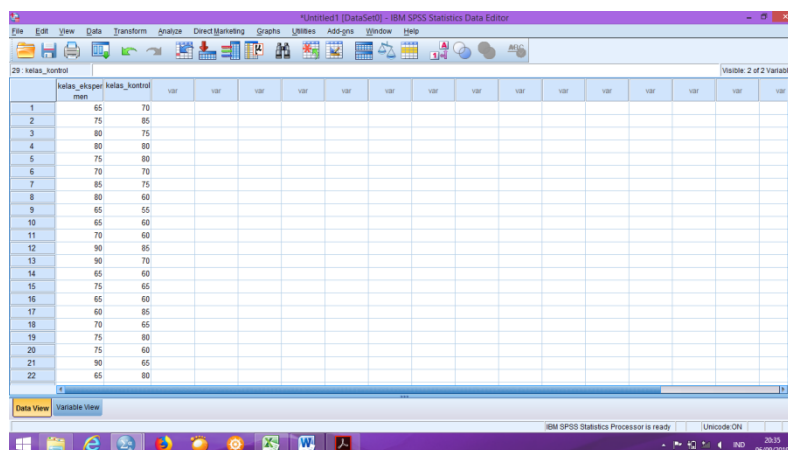 *Untitled1 [DataSet0] - IBM SPSS Statistics Data Editor
File Edit View Data Transform Analyze Direct Marketing Graphs Utilities Add-ons Window Help
29 : kelas_kontrol
Visible: 2 of 2 Variabl
kelas_eksper
men kelas_kontrol var var var var var var var var var var var var
1 65 70
2 75 85
3 80 75
4 80 80
5 75 80
6 70 70
7 85 75
8 80 60
9 65 55
10 65 60
11 70 60
12 90 85
13 90 70
14 65 60
15 75 65
16 65 60
17 60 85
18 70 65
19 75 80
20 75 60
21 90 65
22 65 80
Data View Variable View
IBM SPSS Statistics Processor is ready Unicode:ON
IND 20:35